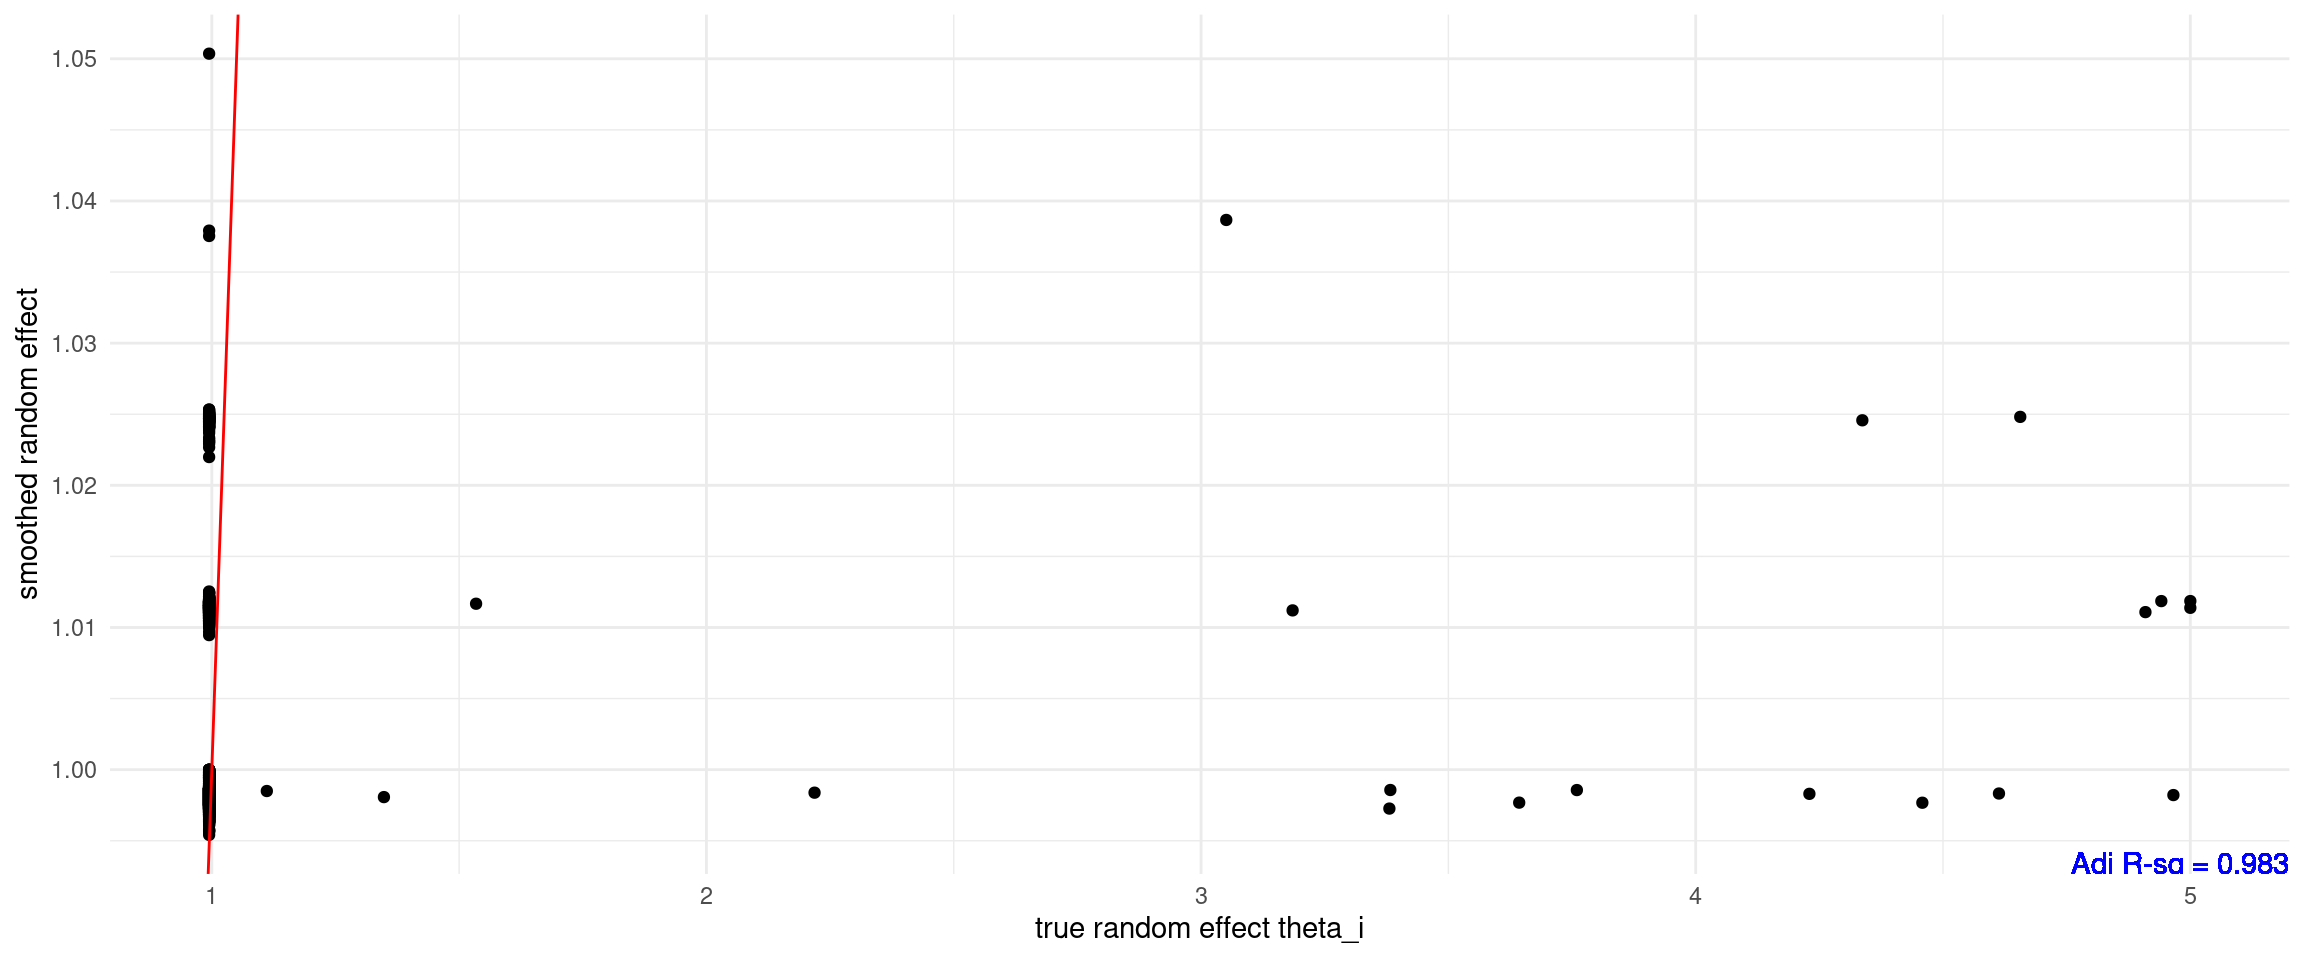 1.05
1.04
1.03
1.02
1.01
1.00
smoothed random effect
Adj R-sq = 0.983
1 2 3 4 5
true random effect theta_i